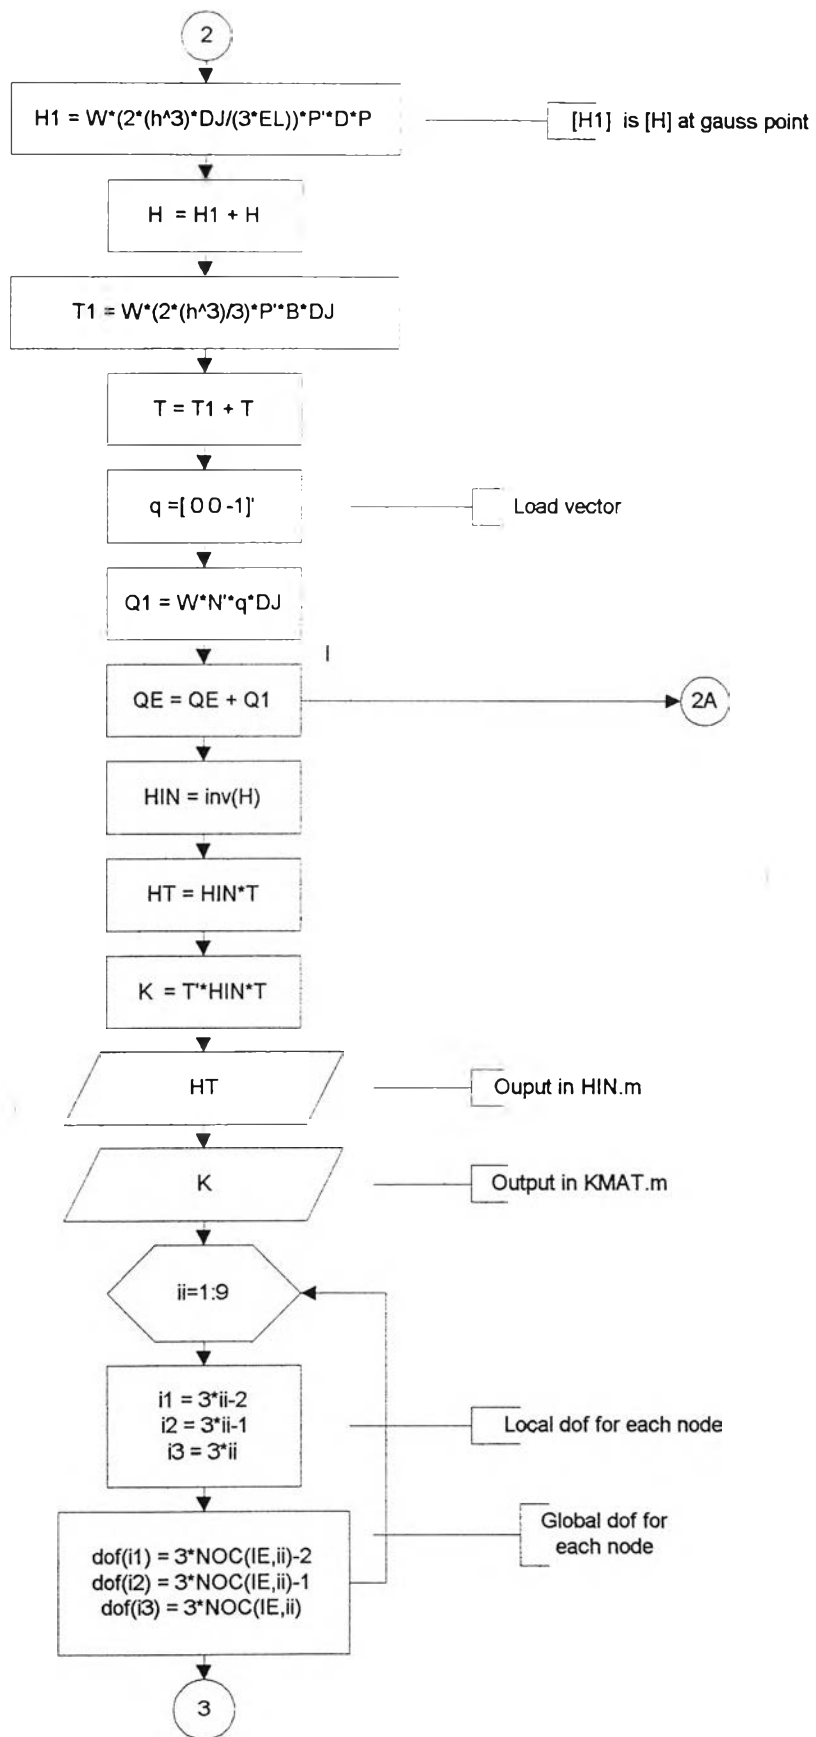 2
H1 = W*(2*(h^3)*DJ/(3*EL))*P'*D*P
[H1} is [H] at gauss point
H = H1 + H
T1 = W*(2*(h^3)/3)*P'*B*DJ
T = T1 + T
q =[ 0 0 -1]'
Load vector
Q1 = W*N'*q*DJ
I
QE = QE + Q1
2A
HIN = inv(H)
HT = HIN*T
K = T'*HIN*T
HT
Ouput in HIN.m
K
Output in KMAT.m
ii=1:9
i1 = 3*ii-2
i2 = 3*ii-1
i3 = 3*ii
Local dof for each node
Global dof for
each node
dof(i1) = 3*NOC(IE,ii)-2
dof(i2) = 3*NOC(IE,ii)-1
dof(i3) = 3*NOC(IE,ii)
3